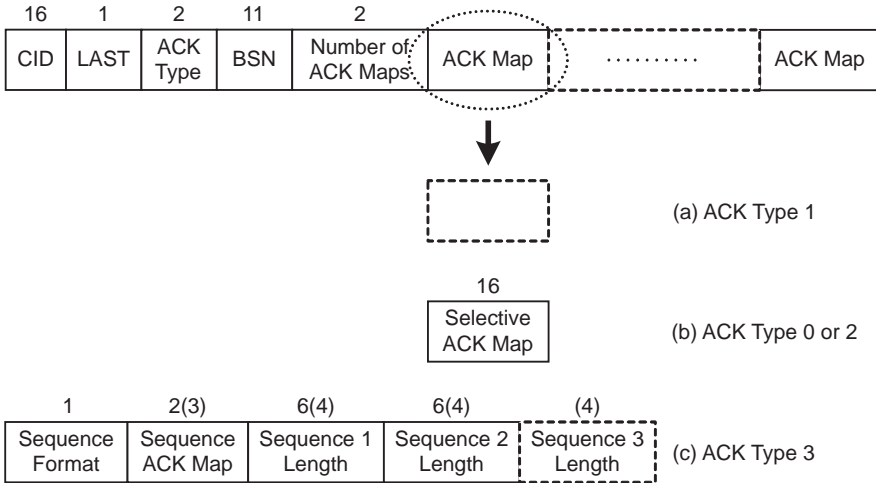 16 1 2 11 2
CID LAST ACK Type BSN Number of ACK Maps ACK Map .......... ACK Map
(a) ACK Type 1
16
Selective
ACK Map
(b) ACK Type 0 or 2
1 2(3) 6(4) 6(4) (4)
Sequence Format Sequence ACK Map Sequence 1 Length Sequence 2 Length Sequence 3 Length
(c) ACK Type 3